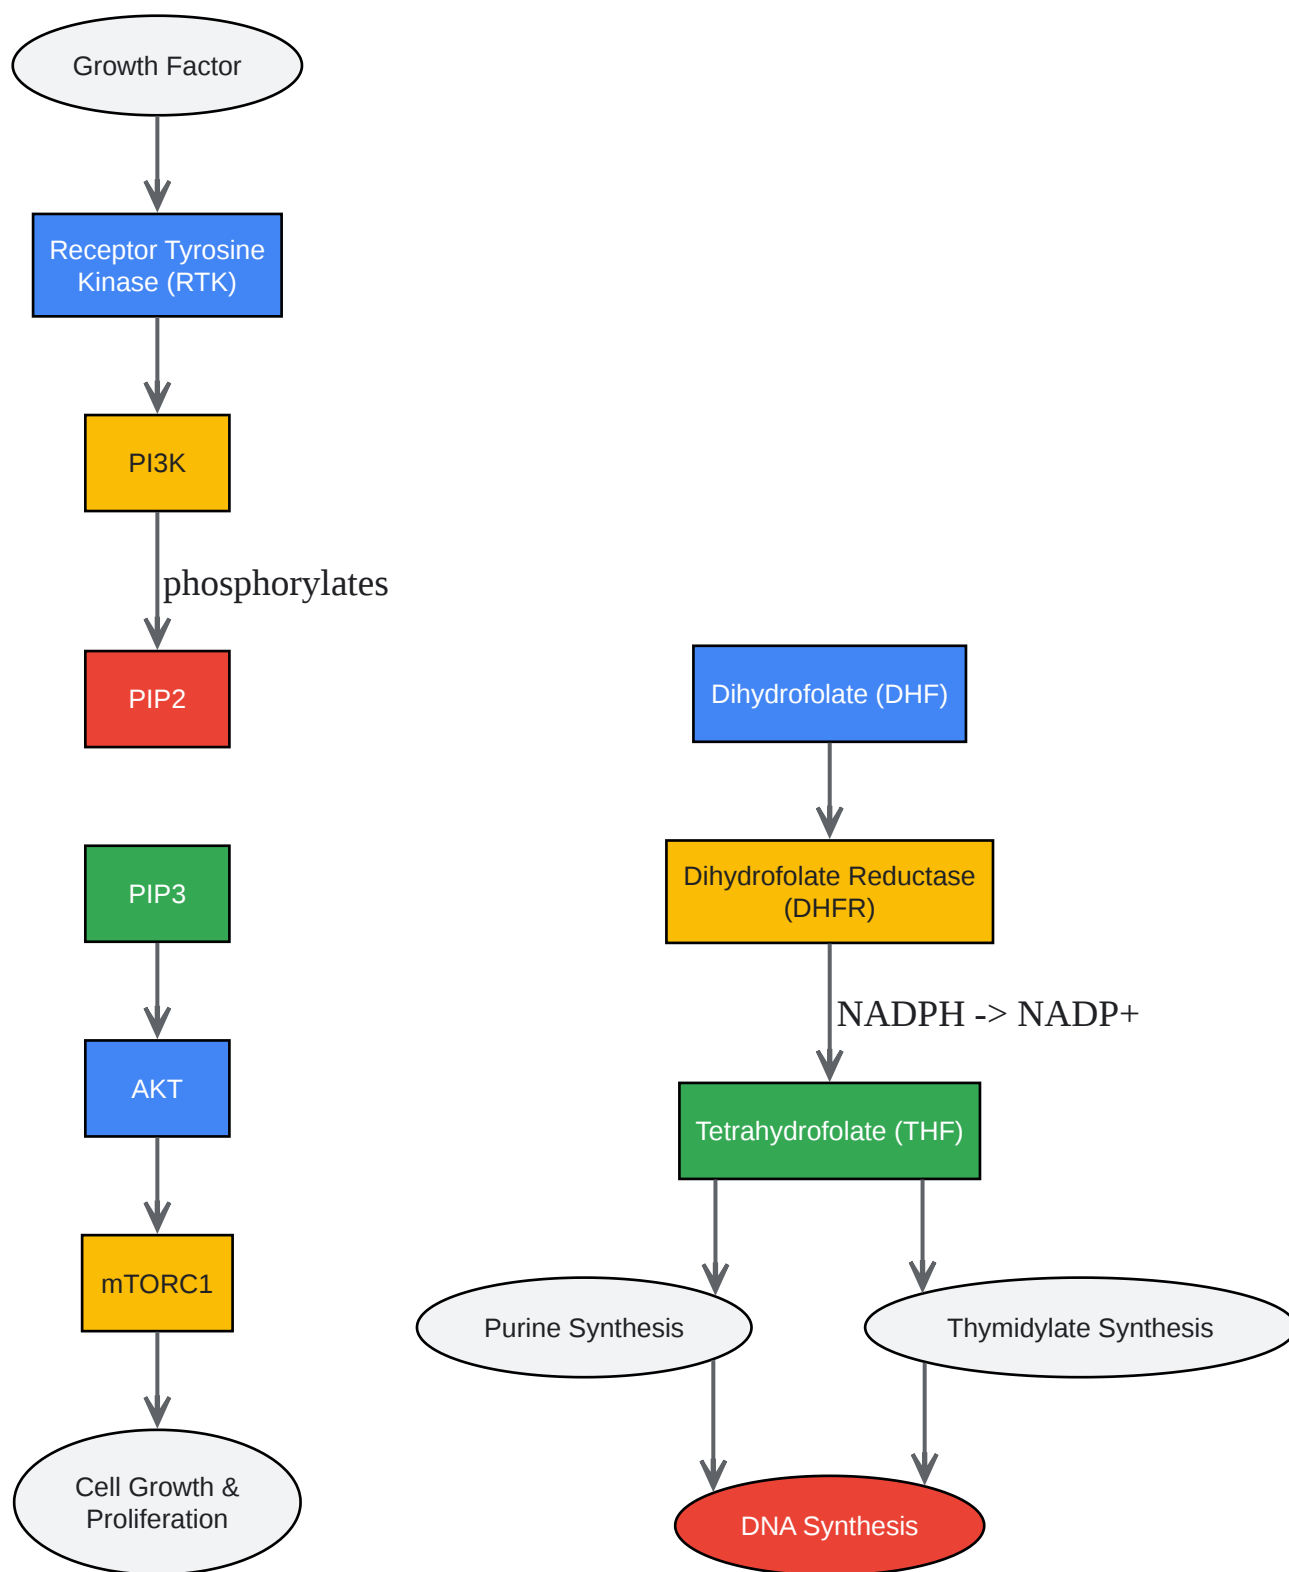 Growth Factor
Receptor Tyrosine
Kinase (RTK)
PI3K
phosphorylates
PIP2
PIP3
AKT
mTORC1
Cell Growth &
Proliferation
Dihydrofolate (DHF)
Dihydrofolate Reductase
(DHFR)
NADPH -> NADP+
Tetrahydrofolate (THF)
Purine Synthesis
Thymidylate Synthesis
DNA Synthesis